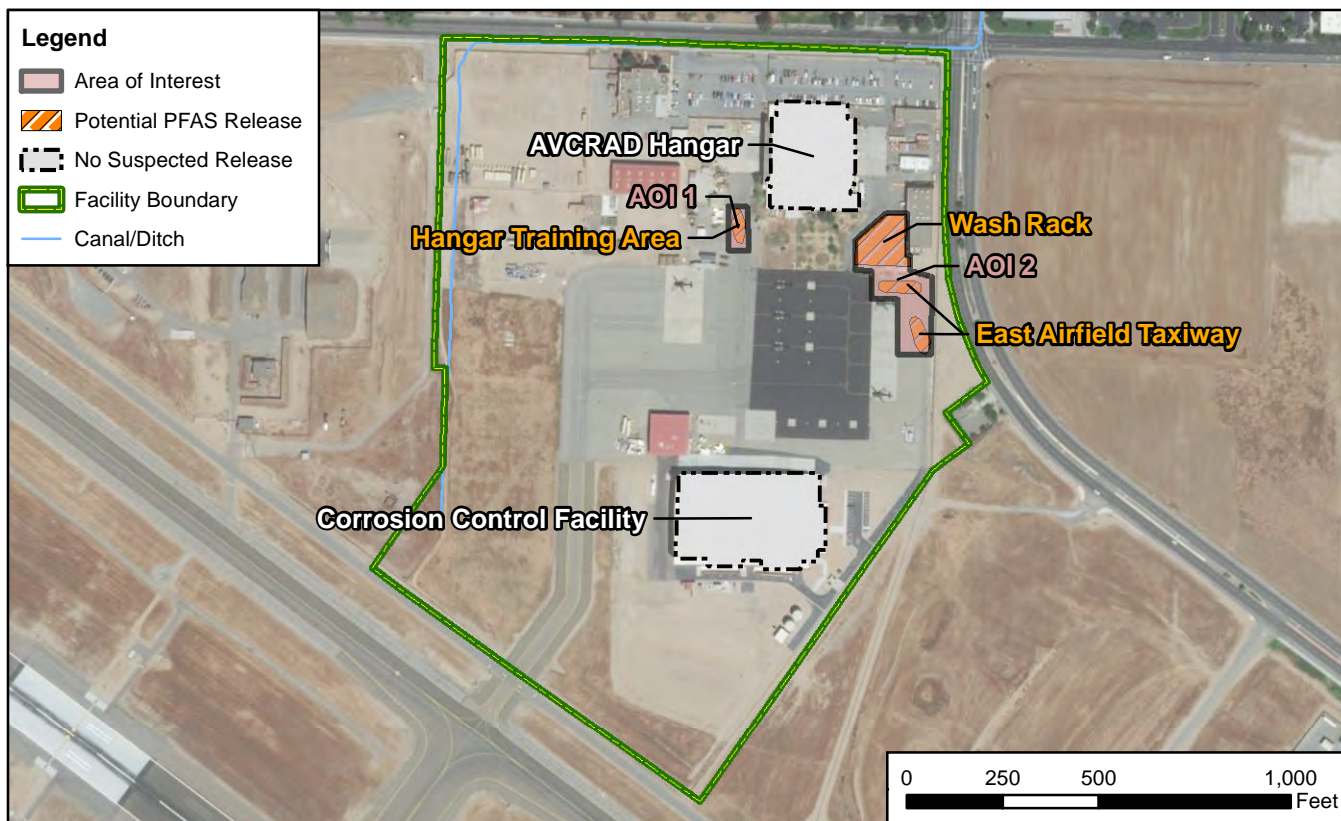 Legend
Area of Interest
Potential PFAS Release
No Suspected Release
Facility Boundary
Canal/Ditch
AVCRAD Hangar
AOI 1
Hangar Training Area
Wash Rack
AOI 2
East Airfield Taxiway
Corrosion Control Facility
0 250 500 1,000
Feet